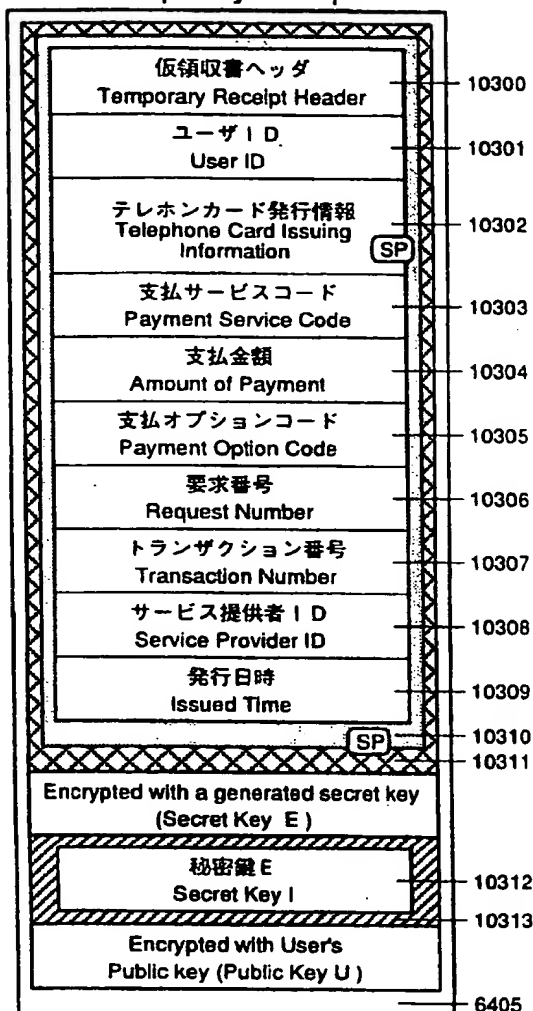 仮領収書ヘッダ
Temporary Receipt Header
10300
ユーザID
User ID
10301
テレホンカード発行情報
Telephone Card Issuing
Information
10302
SP
支払サービスコード
Payment Service Code
10303
支払金額
Amount of Payment
10304
支払オプションコード
Payment Option Code
10305
要求番号
Request Number
10306
トランザクション番号
Transaction Number
10307
サービス提供者ID
Service Provider ID
10308
発行日時
Issued Time
10309
SP
10310
10311
Encrypted with a generated secret key
(Secret Key E)
秘密鍵E
Secret Key I
10312
10313
Encrypted with User's
Public key (Public Key U)
6405